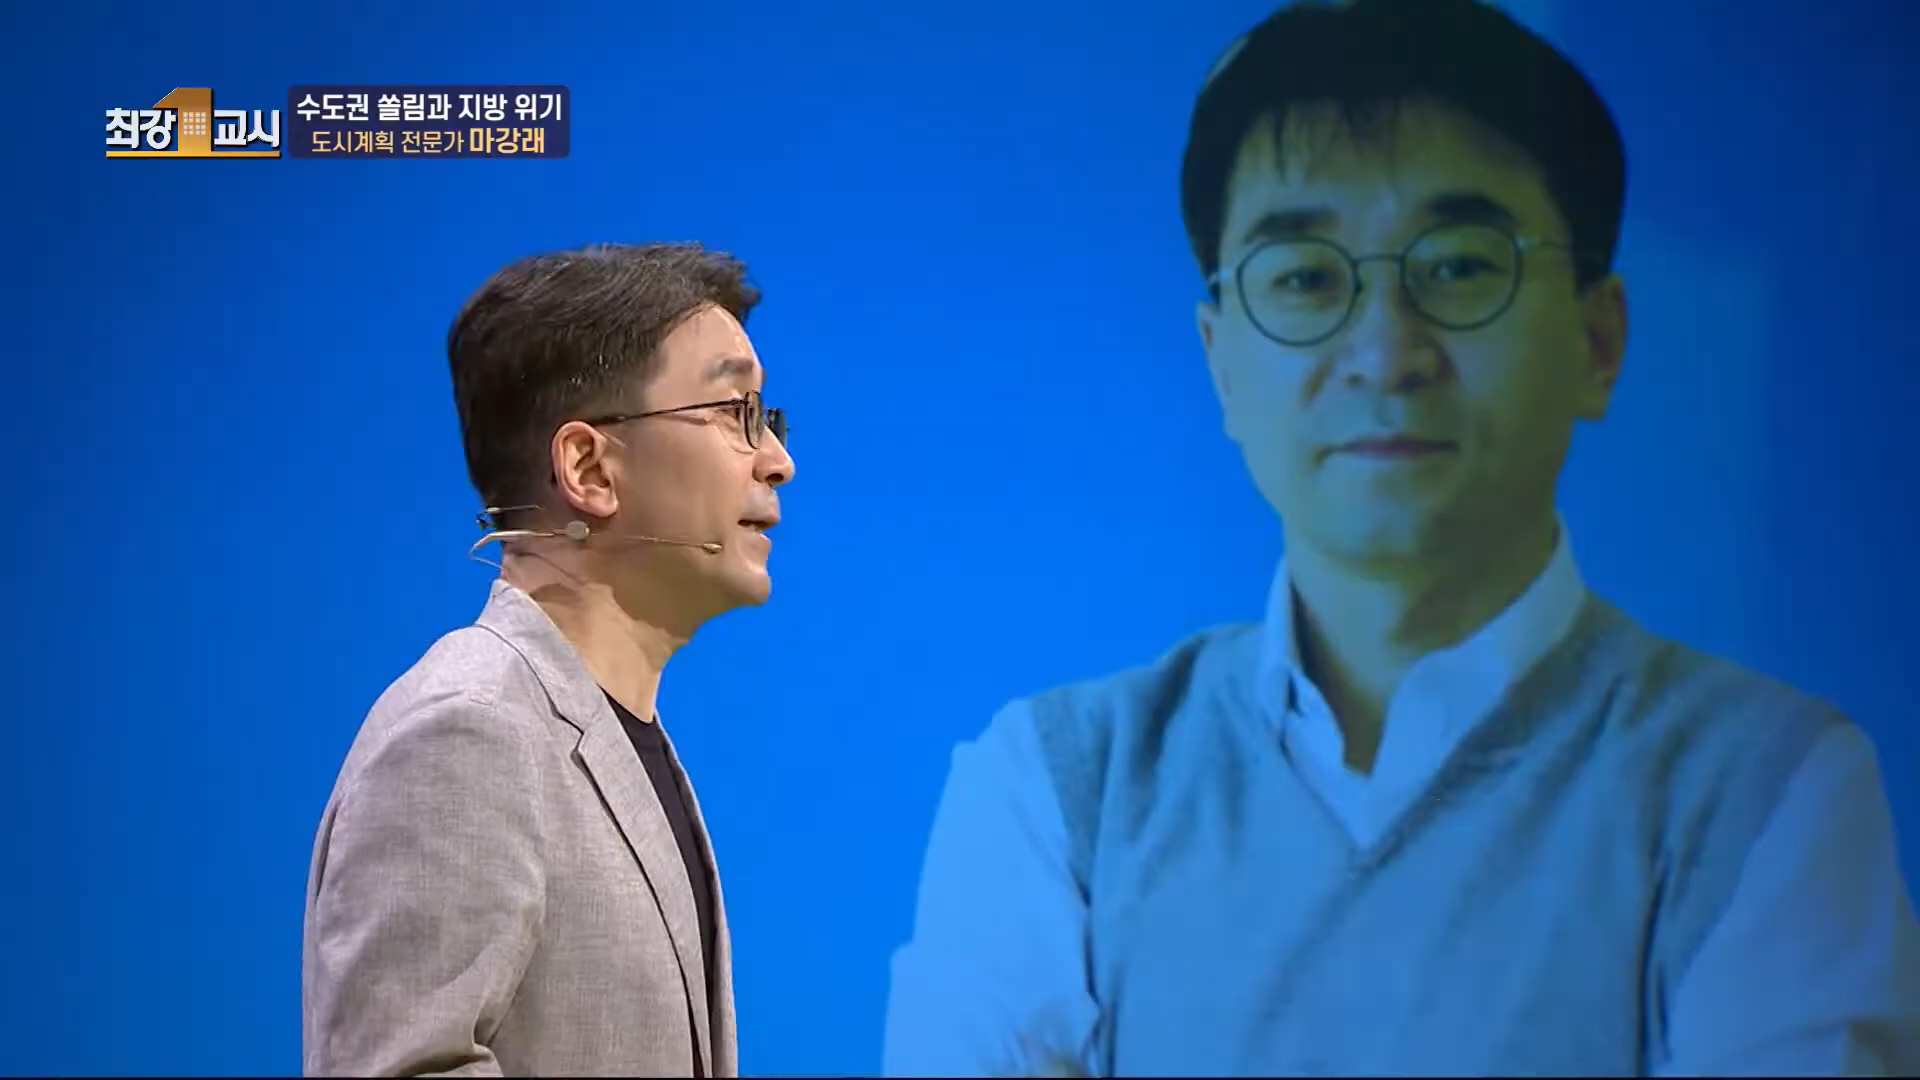 최강1교시
수도권 쏠림과 지방 위기
도시계획 전문가 마강래